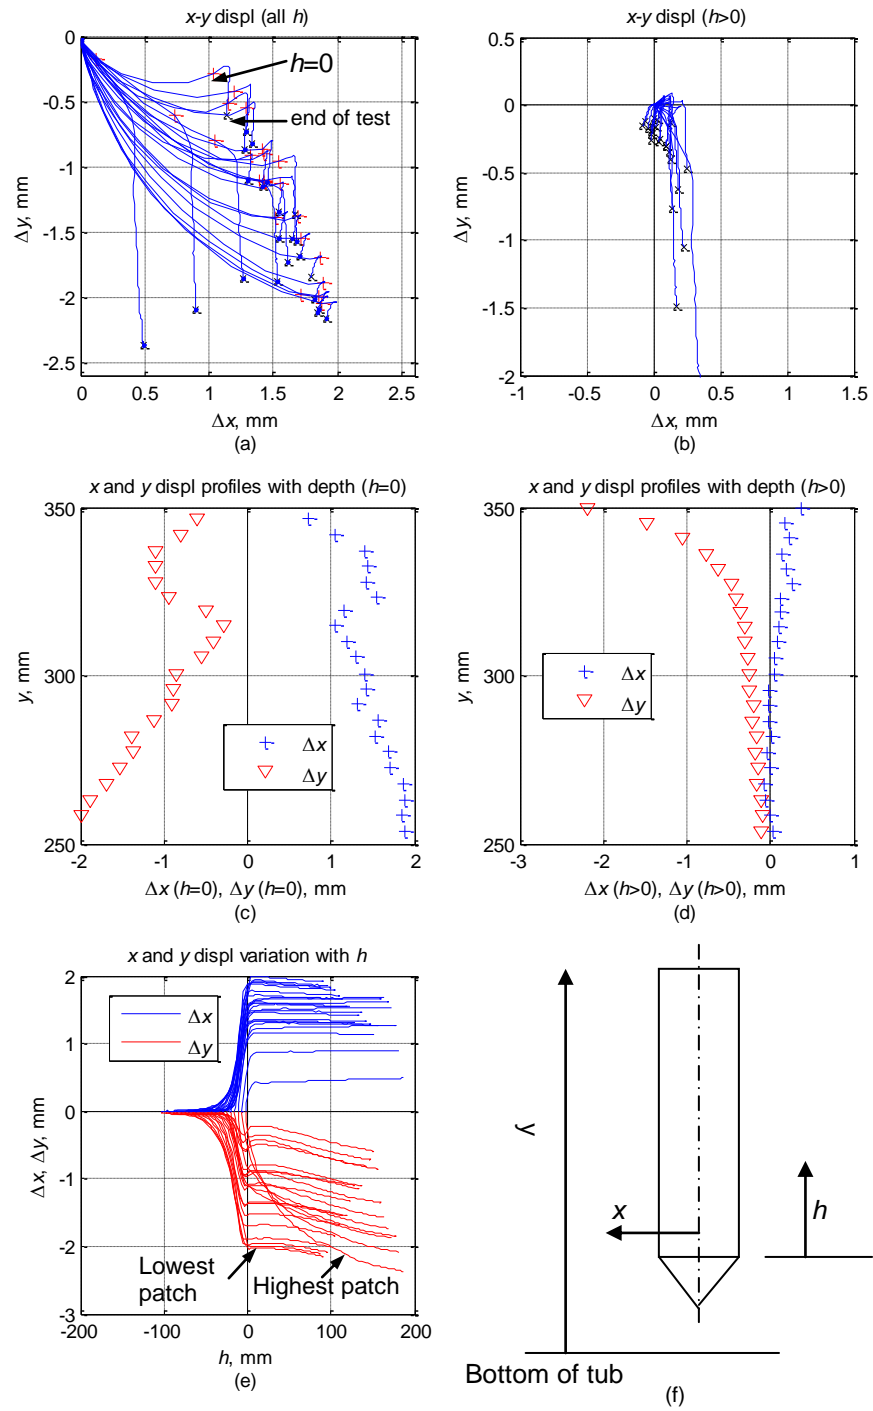 x-y displ (all h)
0
-0.5
-1
-1.5
-2
-2.5
0
0.5
1
1.5
2
2.5
Δy, mm
Δx, mm
h=0
end of test
(a)
x-y displ (h>0)
0.5
0
-0.5
-1
-1.5
-2
-1
-0.5
0
0.5
1
1.5
Δy, mm
Δx, mm
(b)
x and y displ profiles with depth (h=0)
350
300
250
-2
-1
0
1
2
y, mm
Δx
Δy
Δx (h=0), Δy (h=0), mm
(c)
x and y displ profiles with depth (h>0)
350
300
250
-3
-2
-1
0
1
y, mm
Δx
Δy
Δx (h>0), Δy (h>0), mm
(d)
x and y displ variation with h
2
1
0
-1
-2
-3
-200
-100
0
100
200
Δx, Δy, mm
Δx
Δy
Lowest
patch
Highest patch
h, mm
(e)
y
x
h
Bottom of tub
(f)